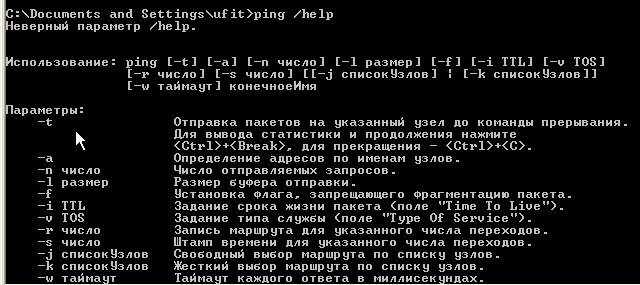 C:\Documents and Settings\ufit>ping /help
Неверный параметр /help.
Использование: ping [-t] [-a] [-n число] [-l размер] [-f] [-i TTL] [-v TOS]
[-r число] [-s число] [[-j списокУзлов] ¦ [-k списокУзлов]]
[-w таймаут] конечноеИмя
Параметры:
-t Отправка пакетов на указанный узел до команды прерывания.
Для вывода статистики и продолжения нажмите
<Ctrl>+<Break>, для прекращения - <Ctrl>+<C>.
-a Определение адресов по именам узлов.
-n число Число отправляемых запросов.
-l размер Размер буфера отправки.
-f Установка флага, запрещающего фрагментацию пакета.
-i TTL Задание срока жизни пакета (поле "Time To Live").
-v TOS Задание типа службы (поле "Type Of Service").
-r число Запись маршрута для указанного числа переходов.
-s число Штамп времени для указанного числа переходов.
-j списокУзлов Свободный выбор маршрута по списку узлов.
-k списокУзлов Жесткий выбор маршрута по списку узлов.
-w таймаут Таймаут каждого ответа в миллисекундах.